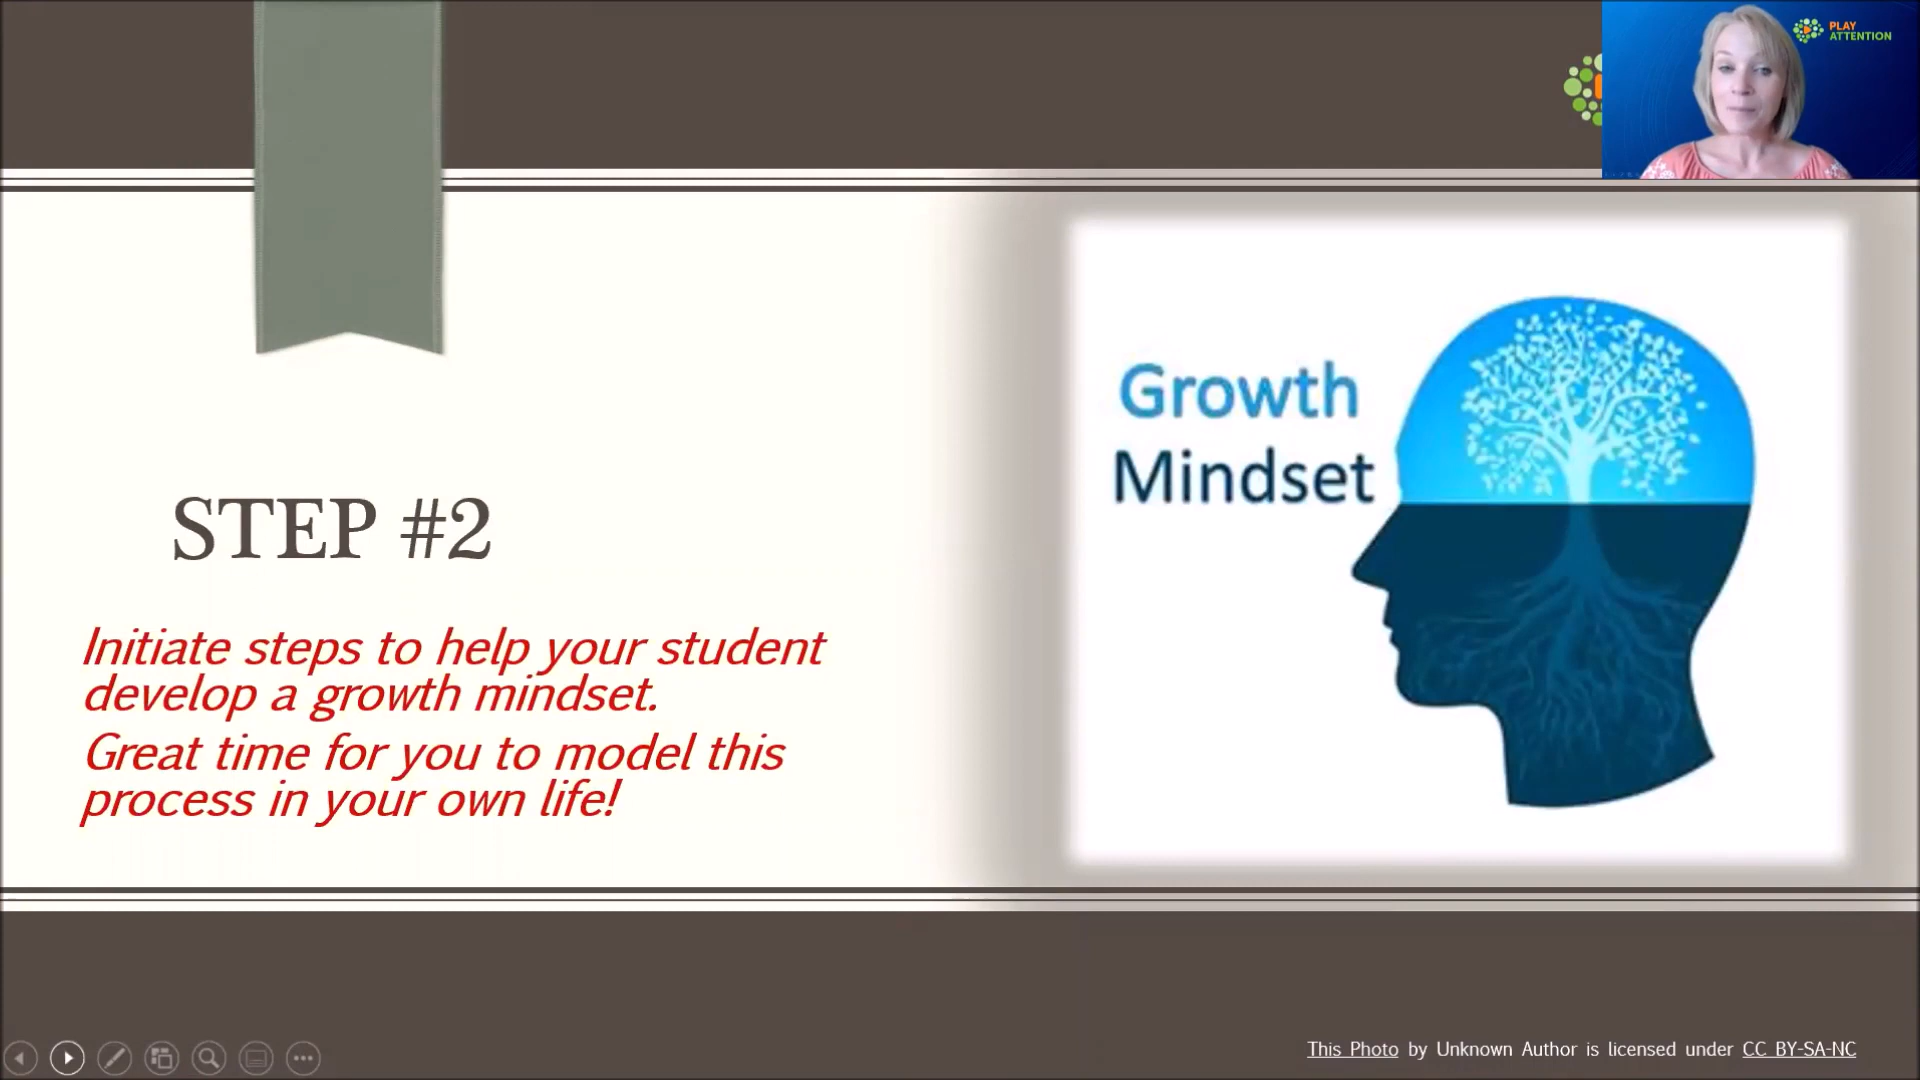 PLAY
ATTENTION
Growth
Mindset
STEP #2
Initiate steps to help your student
develop a growth mindset.
Great time for you to model this
process in your own life!
This Photo by Unknown Author is licensed under CC BY-SA-NC